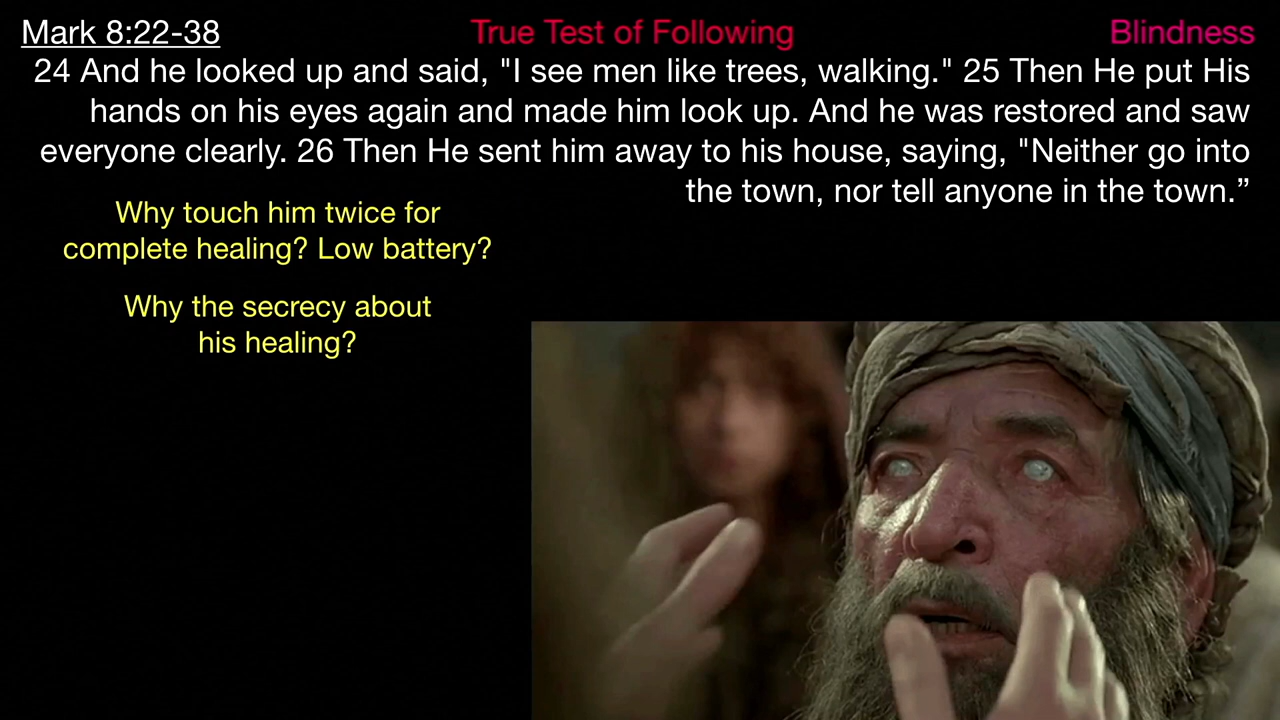 Mark 8:22-38 True Test of Following Blindness
24 And he looked up and said, "I see men like trees, walking." 25 Then He put His
hands on his eyes again and made him look up. And he was restored and saw
everyone clearly. 26 Then He sent him away to his house, saying, "Neither go into
the town, nor tell anyone in the town.”
Why touch him twice for
complete healing? Low battery?
Why the secrecy about
his healing?